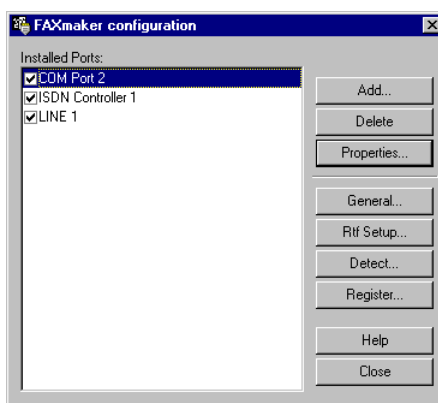 FAXmaker configuration
Installed Ports:
COM Port 2
ISDN Controller 1
LINE 1
Add...
Delete
Properties...
General...
Rtf Setup...
Detect...
Register...
Help
Close